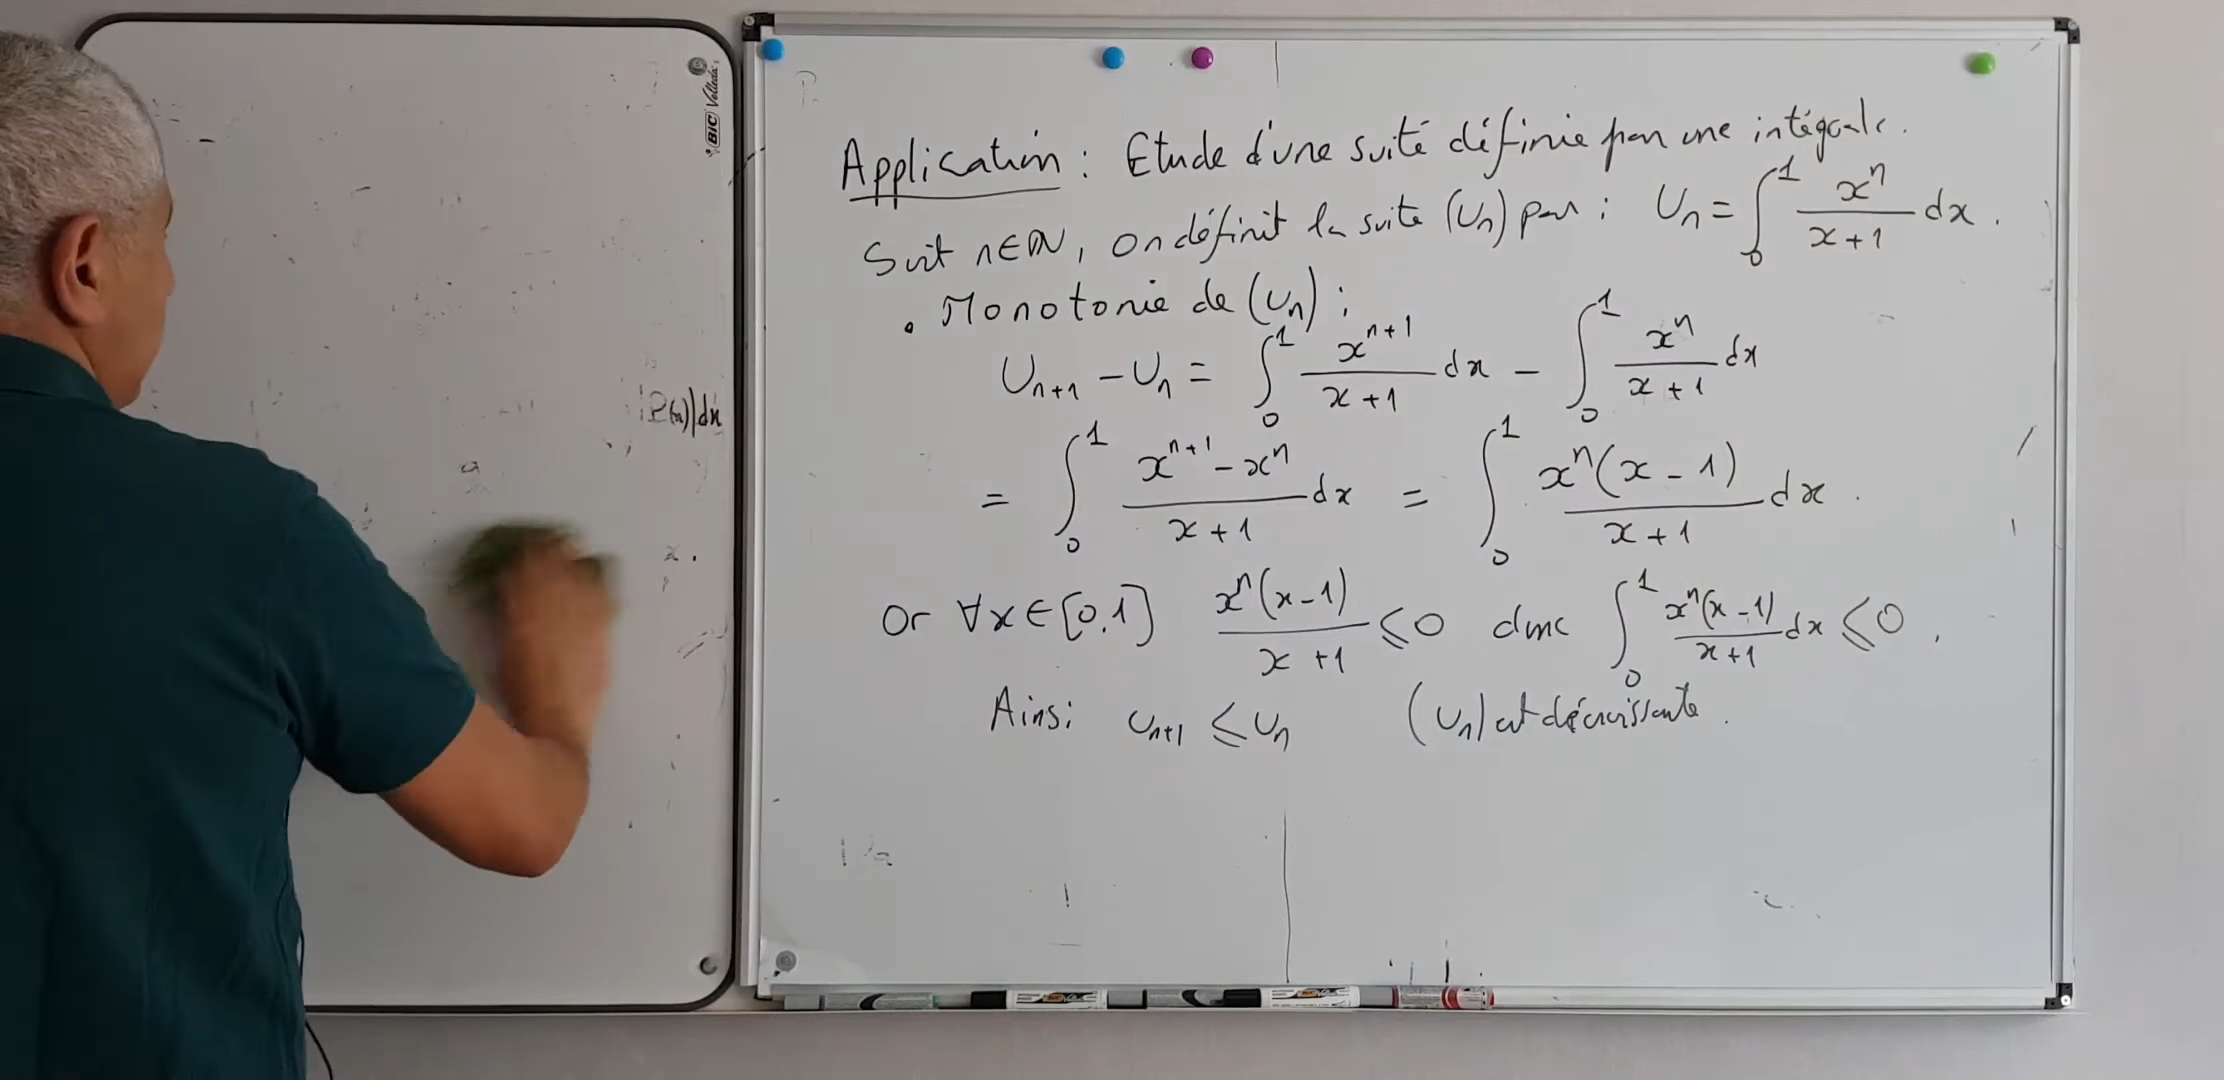 BIC Velleda
|P(x)|dx
Application : Etude d'une suite définie par une intégrale.
Soit n∈ℕ, on définit la suite (Un) par : Un = ∫₀¹ xⁿ/(x+1) dx.
• Monotonie de (Un) :
Un+1 − Un = ∫₀¹ xⁿ⁺¹/(x+1) dx − ∫₀¹ xⁿ/(x+1) dx
= ∫₀¹ (xⁿ⁺¹ − xⁿ)/(x+1) dx = ∫₀¹ xⁿ(x−1)/(x+1) dx.
Or ∀x∈[0,1] xⁿ(x−1)/(x+1) ⩽ 0 donc ∫₀¹ xⁿ(x−1)/(x+1) dx ⩽ 0.
Ainsi Un+1 ⩽ Un (Un) est décroissante.